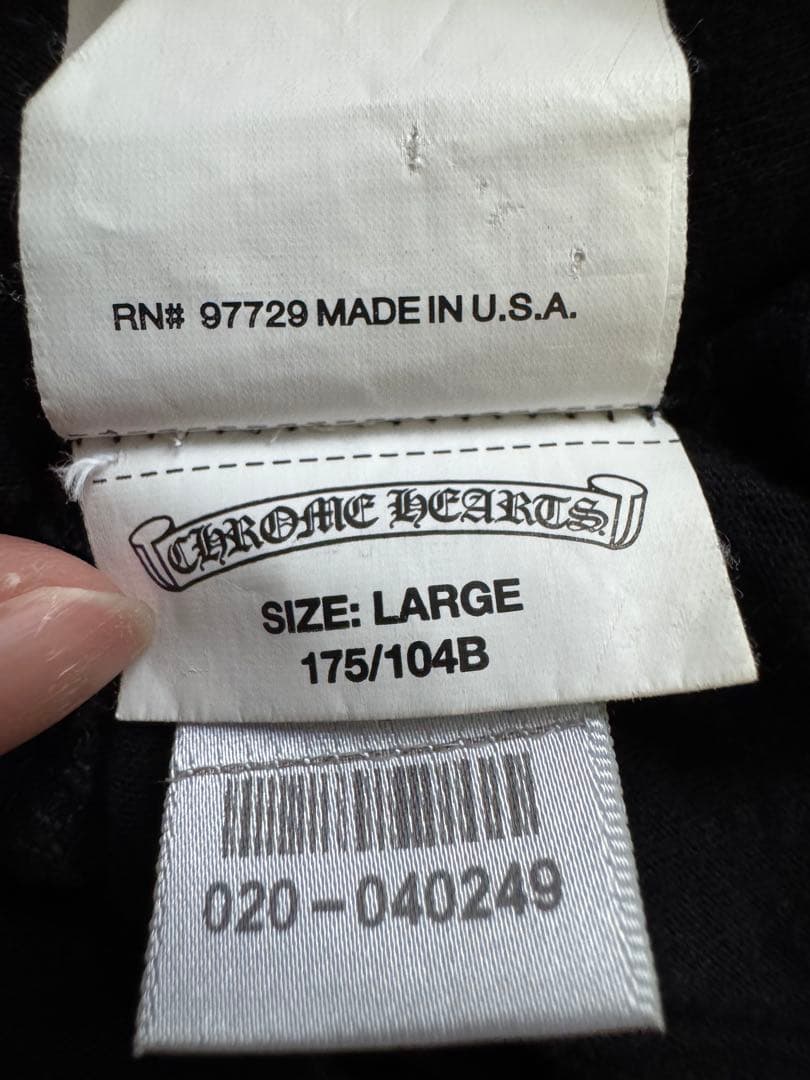 RN# 97729 MADE IN U.S.A.
CHROME HEARTS
SIZE: LARGE
175/104B
020-040249